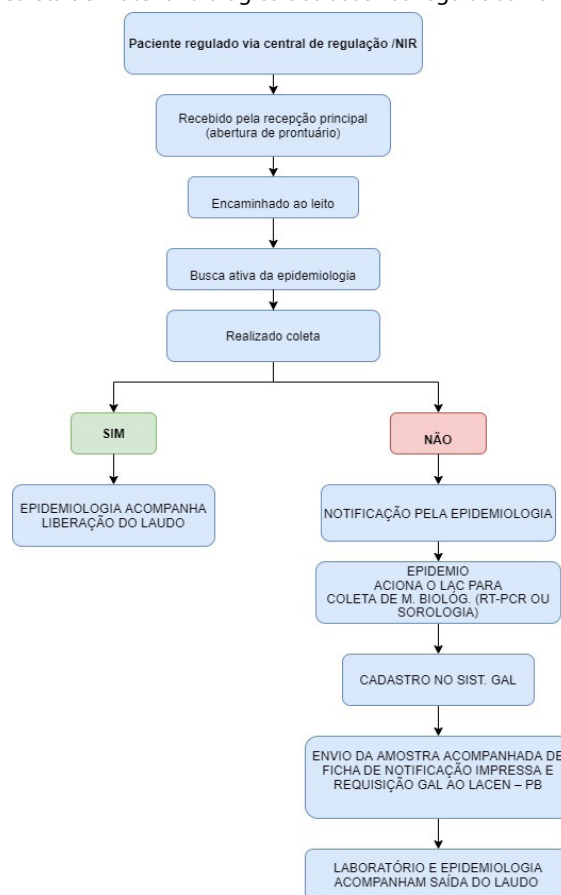 Paciente regulado via central de regulação /NIR
Recebido pela recepção principal
(abertura de prontuário)
Encaminhado ao leito
Busca ativa da epidemiologia
Realizado coleta
SIM
NÃO
EPIDEMIOLOGIA ACOMPANHA
LIBERAÇÃO DO LAUDO
NOTIFICAÇÃO PELA EPIDEMIOLOGIA
EPIDEMIO
ACIONA O LAC PARA
COLETA DE M. BIOLÓG. (RT-PCR OU
SOROLOGIA)
CADASTRO NO SIST. GAL
ENVIO DA AMOSTRA ACOMPANHADA DE
FICHA DE NOTIFICAÇÃO IMPRESSA E
REQUISIÇÃO GAL AO LACEN – PB
LABORATÓRIO E EPIDEMIOLOGIA
ACOMPANHAM SAÍDA DO LAUDO